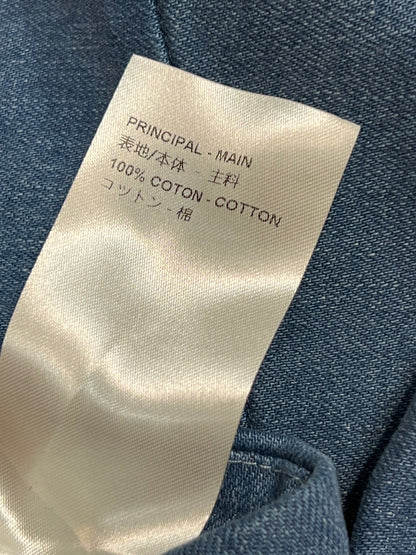 PRINCIPAL - MAIN
表地/本体 - 主料
100% COTON - COTTON
コットン - 棉